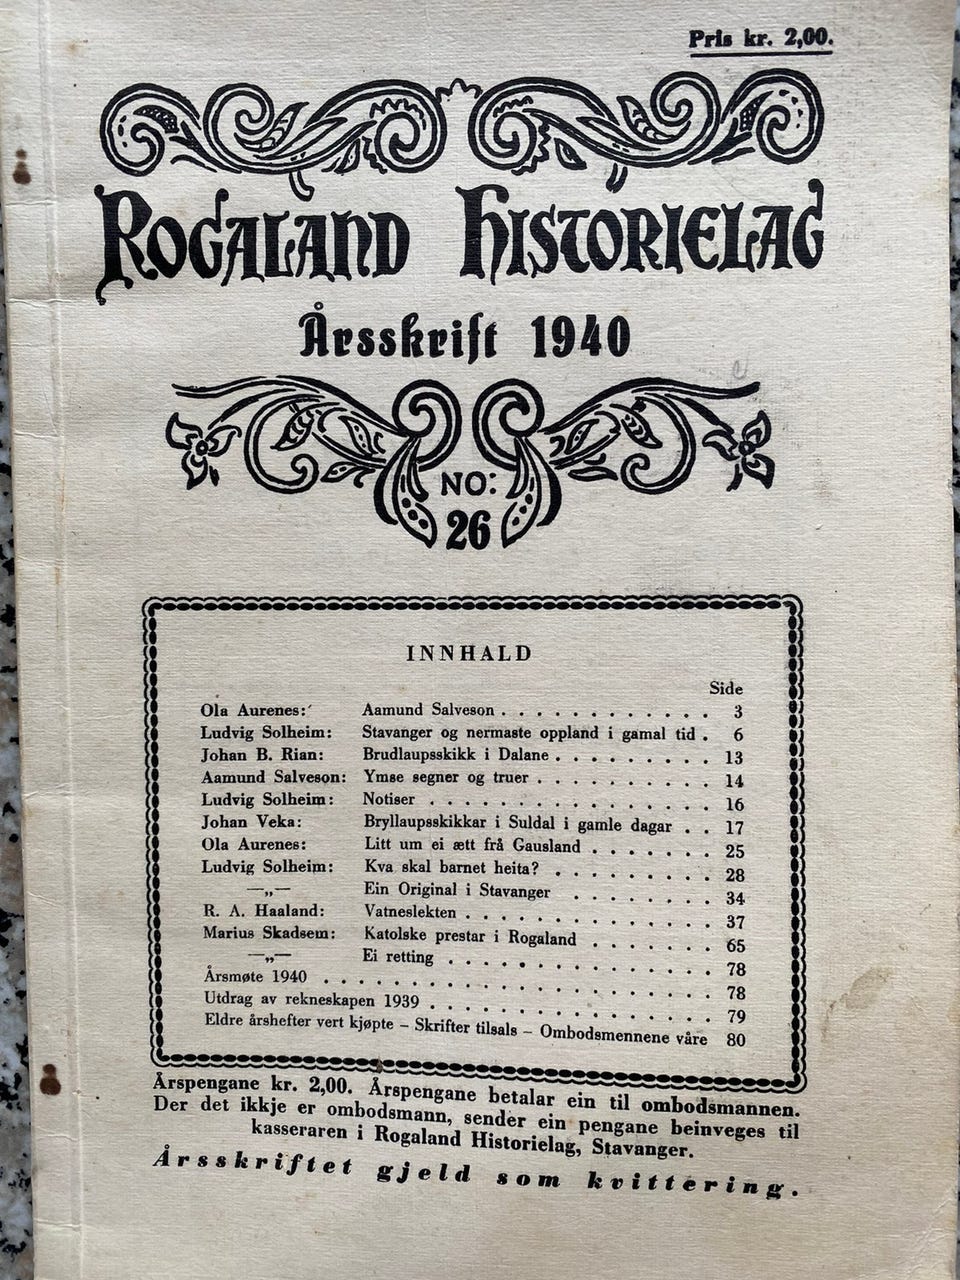 Pris kr. 2,00.
ROGALAND HISTORIELAG
Årsskrift 1940
NO:
26
INNHALD
Side
Ola Aurenes: Aamund Salveson . . . . . . . . . . . . 3
Ludvig Solheim: Stavanger og nermaste oppland i gamal tid . 6
Johan B. Rian: Brudlaupsskikk i Dalane . . . . . . . . . 13
Aamund Salveson: Ymse segner og truer . . . . . . . . . . 14
Ludvig Solheim: Notiser . . . . . . . . . . . . . . . 16
Johan Veka: Bryllaupsskikkar i Suldal i gamle dagar . . 17
Ola Aurenes: Litt um ei ætt frå Gausland . . . . . . . 25
Ludvig Solheim: Kva skal barnet heita? . . . . . . . . . 28
—„— Ein Original i Stavanger . . . . . . . . 34
R. A. Haaland: Vatneslekten . . . . . . . . . . . . . 37
Marius Skadsem: Katolske prestar i Rogaland . . . . . . . 65
—„— Ei retting . . . . . . . . . . . . . . 78
Årsmøte 1940 . . . . . . . . . . . . . . . . . . . . 78
Utdrag av rekneskapen 1939 . . . . . . . . . . . . . . . 79
Eldre årshefter vert kjøpte – Skrifter tilsals – Ombodsmennene våre 80
Årspengane kr. 2,00. Årspengane betalar ein til ombodsmannen.
Der det ikkje er ombodsmann, sender ein pengane beinveges til
kasseraren i Rogaland Historielag, Stavanger.
Årsskriftet gjeld som kvittering.